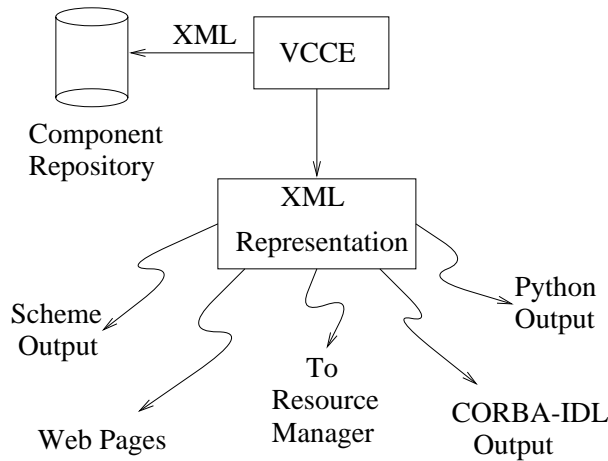 XML
VCCE
Component
Repository
XML
Representation
Scheme
Output
Python
Output
Web Pages
To
Resource
Manager
CORBA-IDL
Output